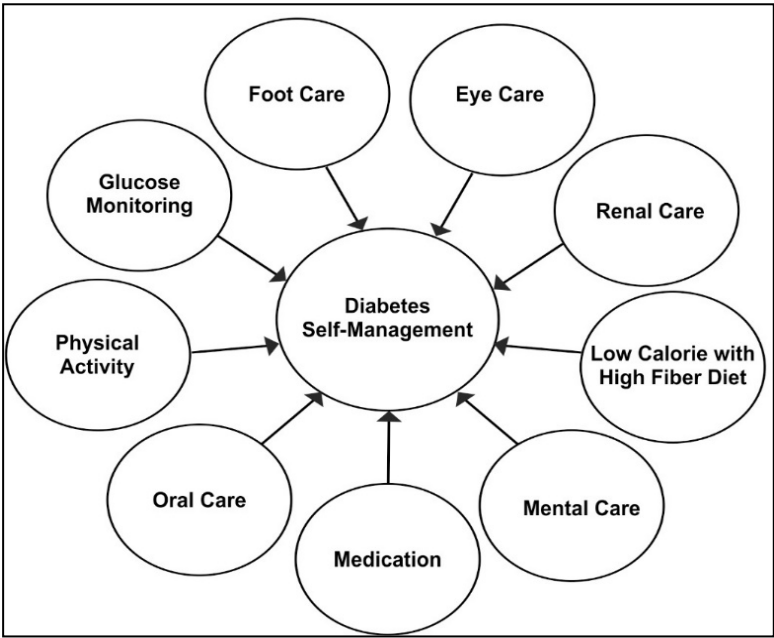 Foot Care
Eye Care
Glucose
Monitoring
Renal Care
Diabetes
Self-Management
Physical
Activity
Low Calorie with
High Fiber Diet
Oral Care
Mental Care
Medication